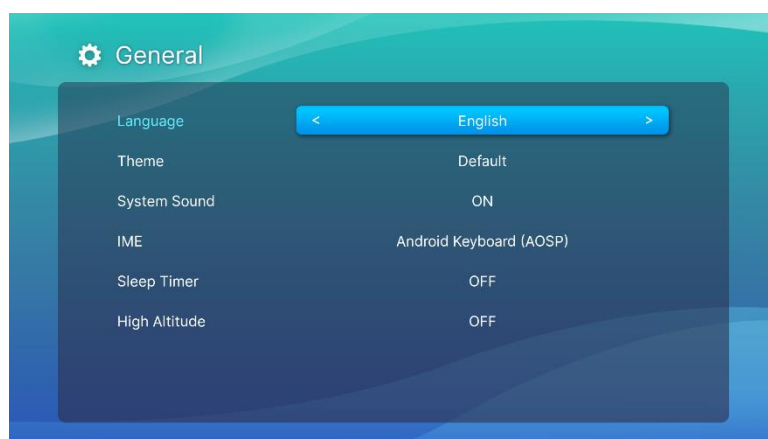 General
Language < English >
Theme Default
System Sound ON
IME Android Keyboard (AOSP)
Sleep Timer OFF
High Altitude OFF